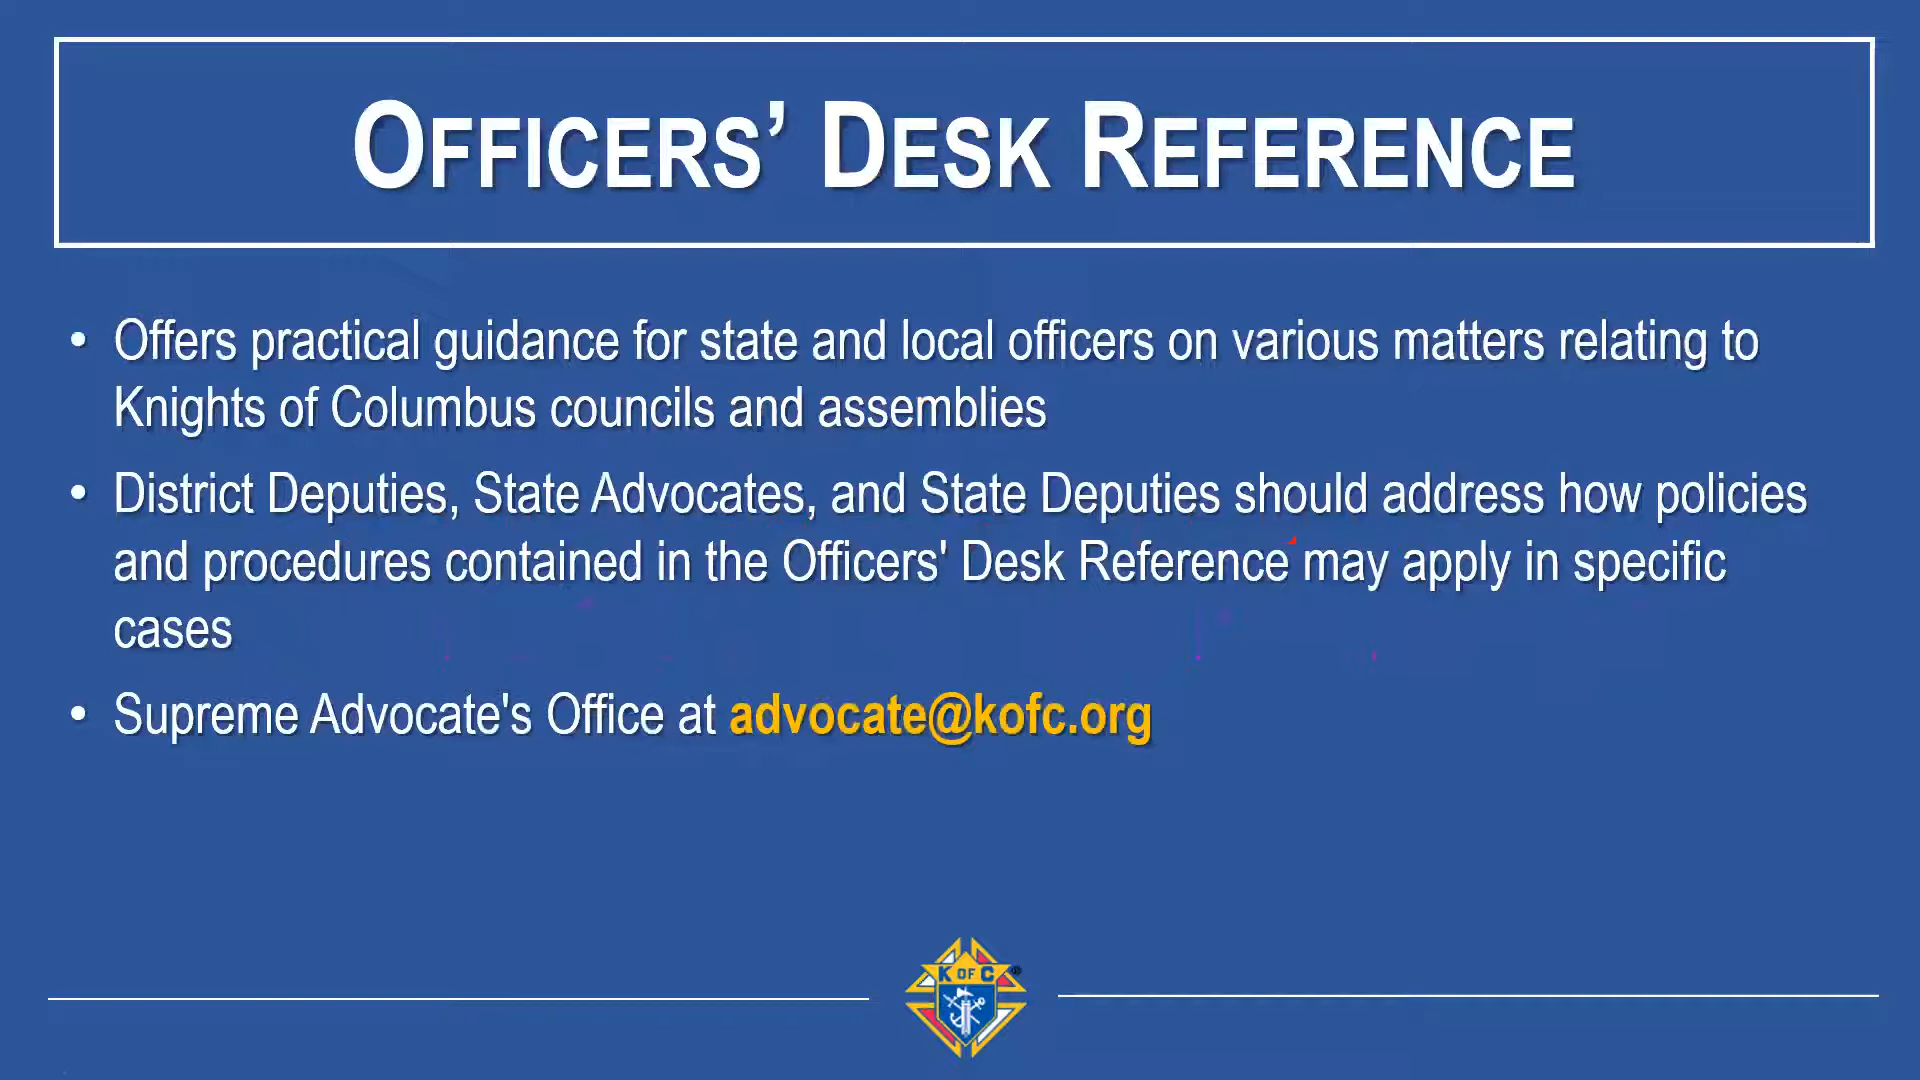 OFFICERS’ DESK REFERENCE
• Offers practical guidance for state and local officers on various matters relating to
Knights of Columbus councils and assemblies
• District Deputies, State Advocates, and State Deputies should address how policies
and procedures contained in the Officers' Desk Reference may apply in specific
cases
• Supreme Advocate's Office at advocate@kofc.org
K OF C ®